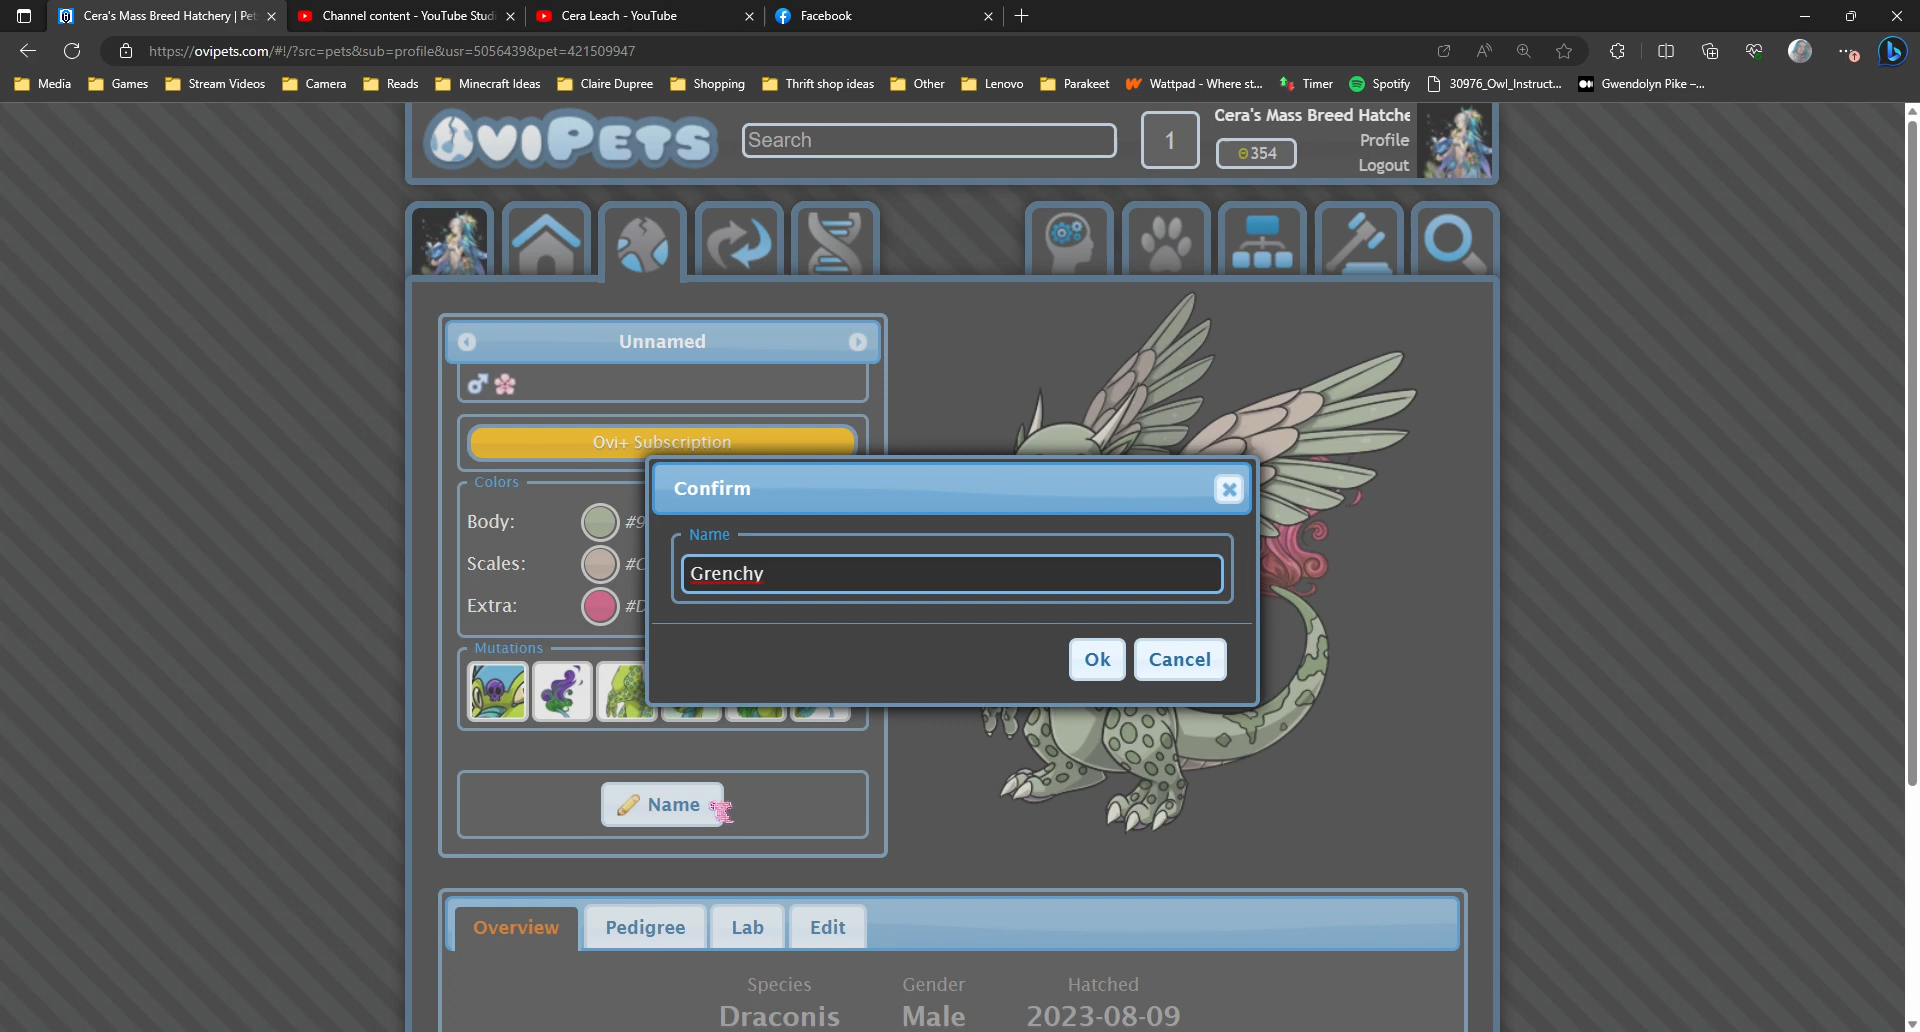 Cera's Mass Breed Hatchery | Pet
Channel content - YouTube Studi
Cera Leach - YouTube
Facebook
https://ovipets.com/#!/?src=pets&sub=profile&usr=5056439&pet=421509947
Media
Games
Stream Videos
Camera
Reads
Minecraft Ideas
Claire Dupree
Shopping
Thrift shop ideas
Other
Lenovo
Parakeet
Wattpad - Where st...
Timer
Spotify
30976_Owl_Instruct...
Gwendolyn Pike –...
OviPets
Search
1
Cera's Mass Breed Hatche
354
Profile
Logout
Unnamed
Ovi+ Subscription
Colors
Body:
#9
Scales:
#C
Extra:
#D
Mutations
Confirm
Name
Grenchy
Ok
Cancel
Name
Overview
Pedigree
Lab
Edit
Species
Gender
Hatched
Draconis
Male
2023-08-09